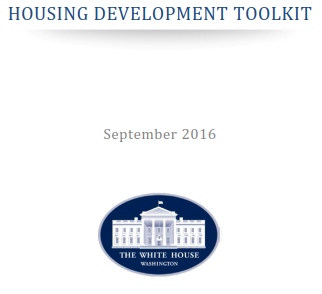 HOUSING DEVELOPMENT TOOLKIT
September 2016
THE WHITE HOUSE
WASHINGTON